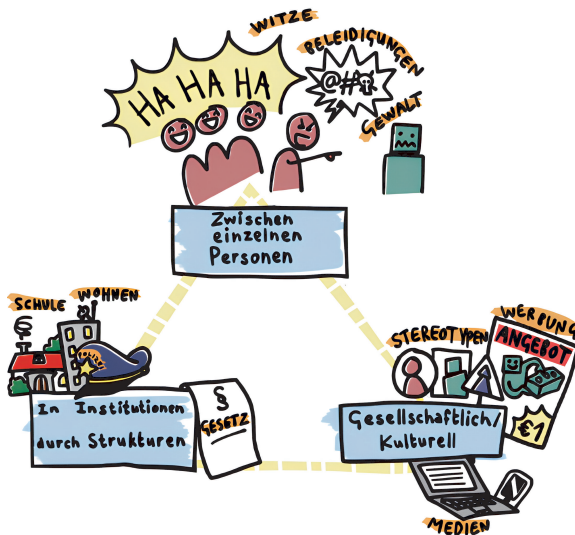 WITZE
BELEIDIGUNGEN
HA HA HA
@#!
GEWALT
Zwischen
einzelnen
Personen
SCHULE
WOHNEN
POLIZEI
In Institutionen
durch Strukturen
§
GESETZ
STEREOTYPEN
WERBUNG
ANGEBOT
€1
Gesellschaftlich/
Kulturell
MEDIEN